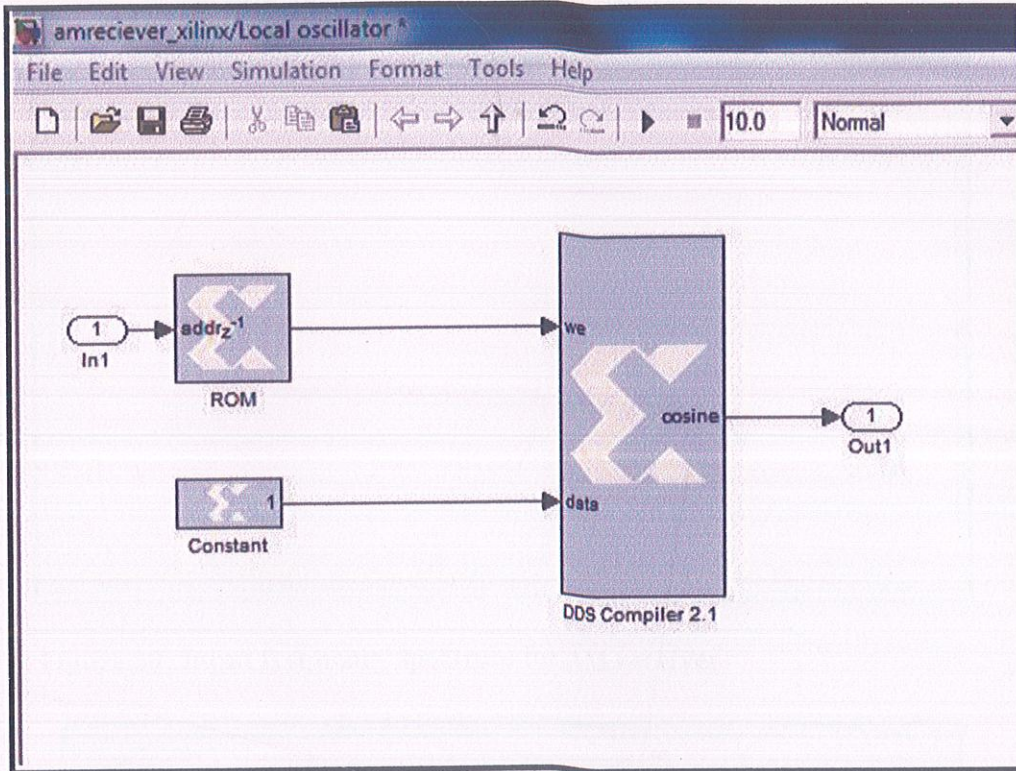 amreciever_xilinx/Local oscillator *
File Edit View Simulation Format Tools Help
10.0 Normal
1
In1
addr z^-1
ROM
we
cosine
data
1
Out1
1
Constant
DDS Compiler 2.1